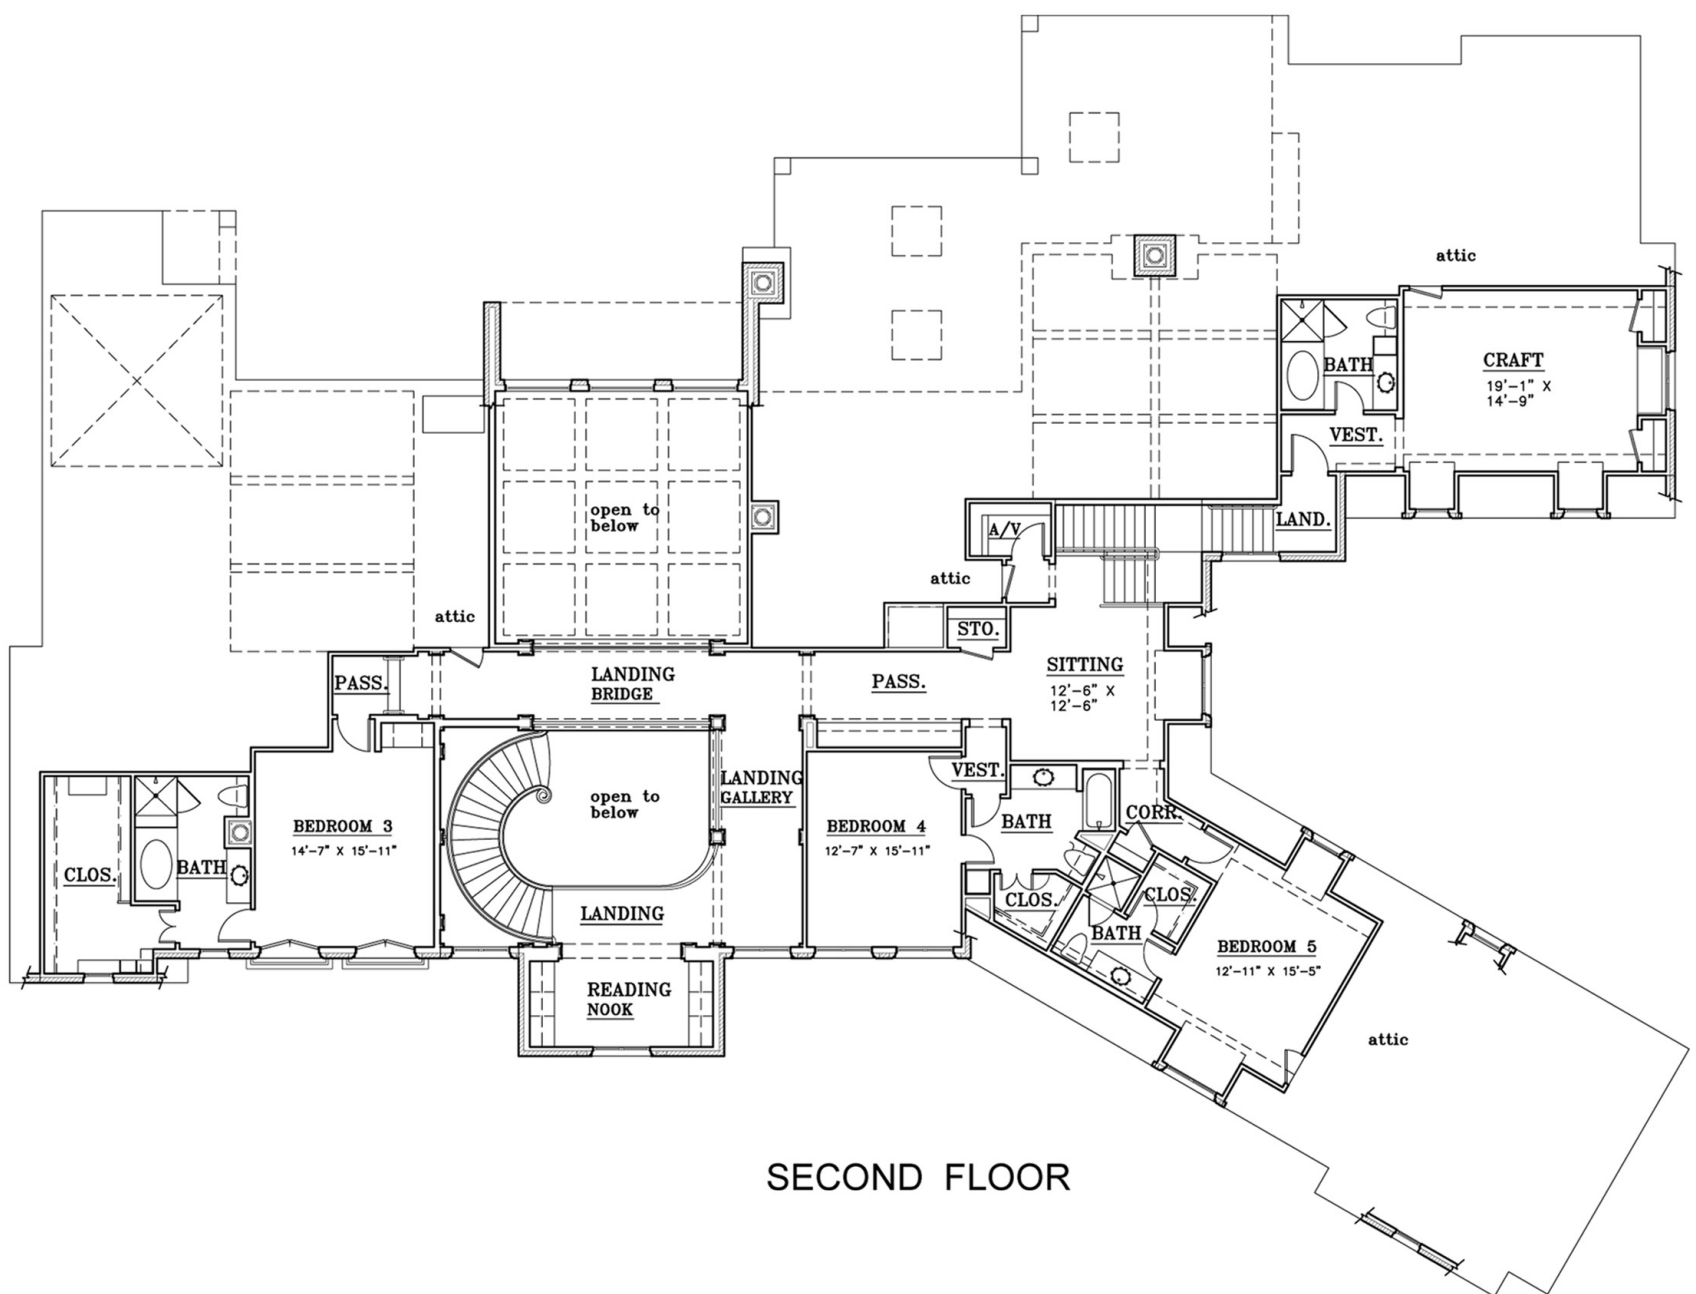 attic
CRAFT
19'-1" X
14'-9"
BATH
VEST.
LAND.
A/V
open to
below
attic
attic
STO.
LANDING
BRIDGE
PASS.
PASS.
SITTING
12'-6" X
12'-6"
VEST.
LANDING
GALLERY
open to
below
CORR.
BEDROOM 3
14'-7" X 15'-11"
BEDROOM 4
12'-7" X 15'-11"
BATH
CLOS.
BATH
CLOS.
CLOS.
LANDING
BATH
BEDROOM 5
12'-11" X 15'-5"
READING
NOOK
attic
SECOND FLOOR